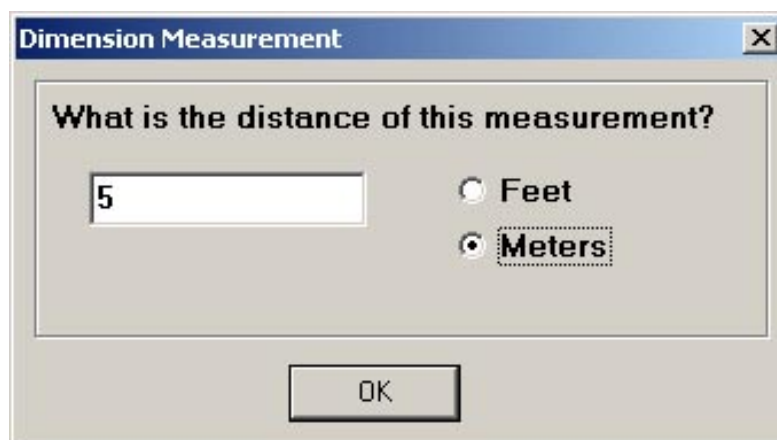 Dimension Measurement
What is the distance of this measurement?
5
Feet
Meters
OK